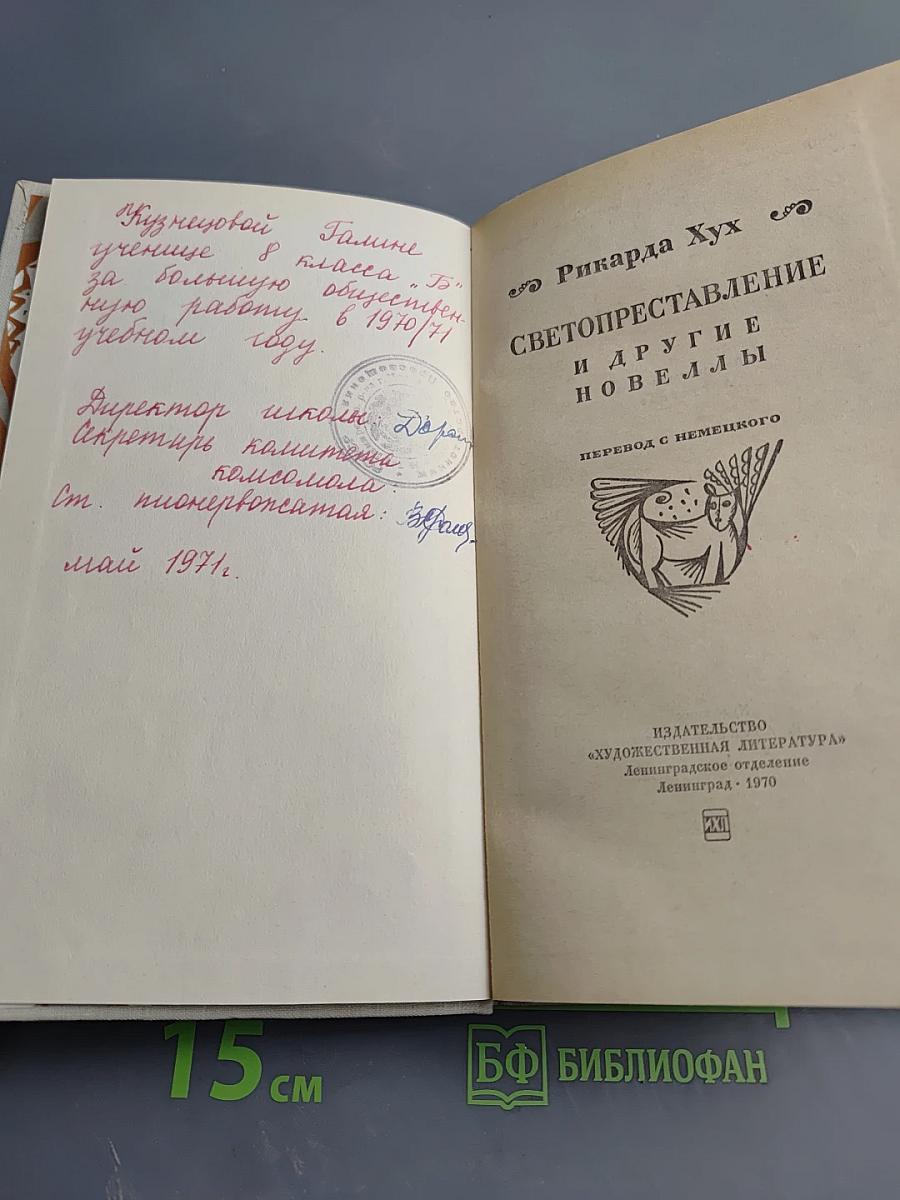 Кузнецовой Галине
ученице 8 класса "Б"
за большую обществен-
ную работу в 1970/71
учебном году.
Директор школы:
Секретарь комитета
комсомола:
Ст. пионервожатая:
май 1971г.
Рикарда Хух
СВЕТОПРЕСТАВЛЕНИЕ
И ДРУГИЕ
НОВЕЛЛЫ
ПЕРЕВОД С НЕМЕЦКОГО
ИЗДАТЕЛЬСТВО
«ХУДОЖЕСТВЕННАЯ ЛИТЕРАТУРА»
Ленинградское отделение
Ленинград · 1970
15 см
БФ БИБЛИОФАН